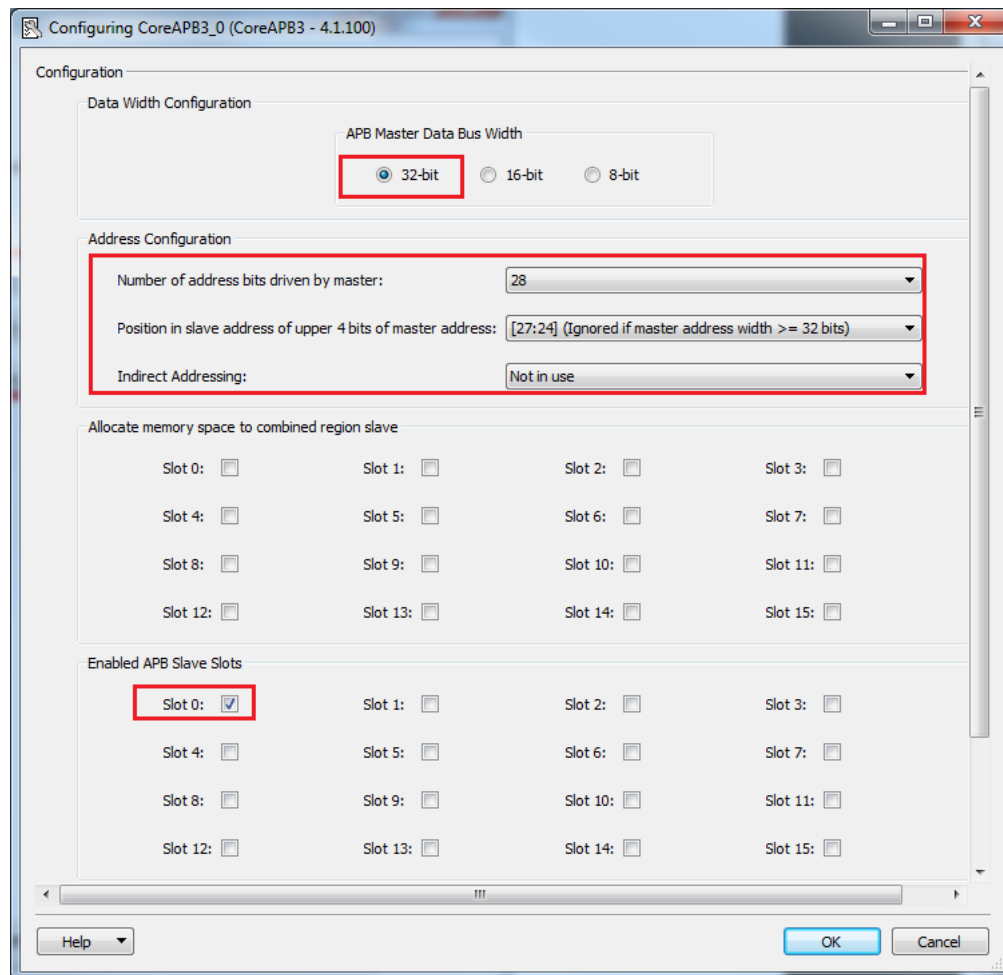 Configuring CoreAPB3_0 (CoreAPB3 - 4.1.100)
Configuration
Data Width Configuration
APB Master Data Bus Width
32-bit 16-bit 8-bit
Address Configuration
Number of address bits driven by master: 28
Position in slave address of upper 4 bits of master address: [27:24] (Ignored if master address width >= 32 bits)
Indirect Addressing: Not in use
Allocate memory space to combined region slave
Slot 0: Slot 1: Slot 2: Slot 3:
Slot 4: Slot 5: Slot 6: Slot 7:
Slot 8: Slot 9: Slot 10: Slot 11:
Slot 12: Slot 13: Slot 14: Slot 15:
Enabled APB Slave Slots
Slot 0: Slot 1: Slot 2: Slot 3:
Slot 4: Slot 5: Slot 6: Slot 7:
Slot 8: Slot 9: Slot 10: Slot 11:
Slot 12: Slot 13: Slot 14: Slot 15:
Help OK Cancel